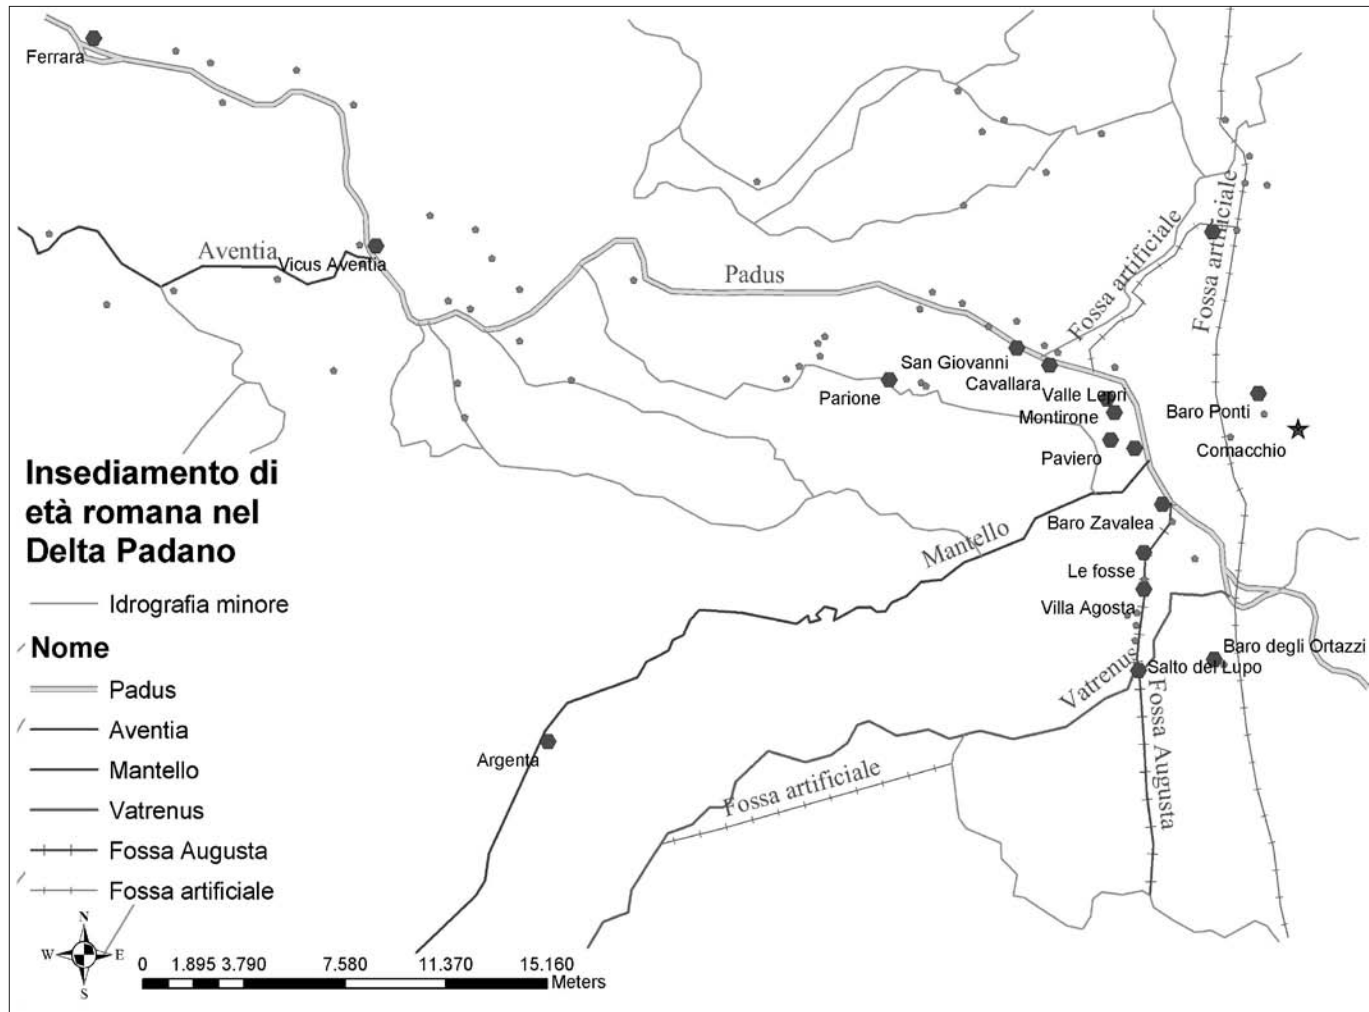 Ferrara
Aventia
Vicus Aventia
Padus
Fossa artificiale
Fossa artificiale
San Giovanni
Cavallara
Parione
Valle Lepri
Montirone
Baro Ponti
Paviero
Comacchio
Baro Zavalea
Mantello
Le fosse
Villa Agosta
Baro degli Ortazzi
Vatrenus
Salto del Lupo
Fossa Augusta
Argenta
Fossa artificiale
Insediamento di
età romana nel
Delta Padano
Idrografia minore
Nome
Padus
Aventia
Mantello
Vatrenus
Fossa Augusta
Fossa artificiale
N
W E
S
0 1.895 3.790 7.580 11.370 15.160
Meters